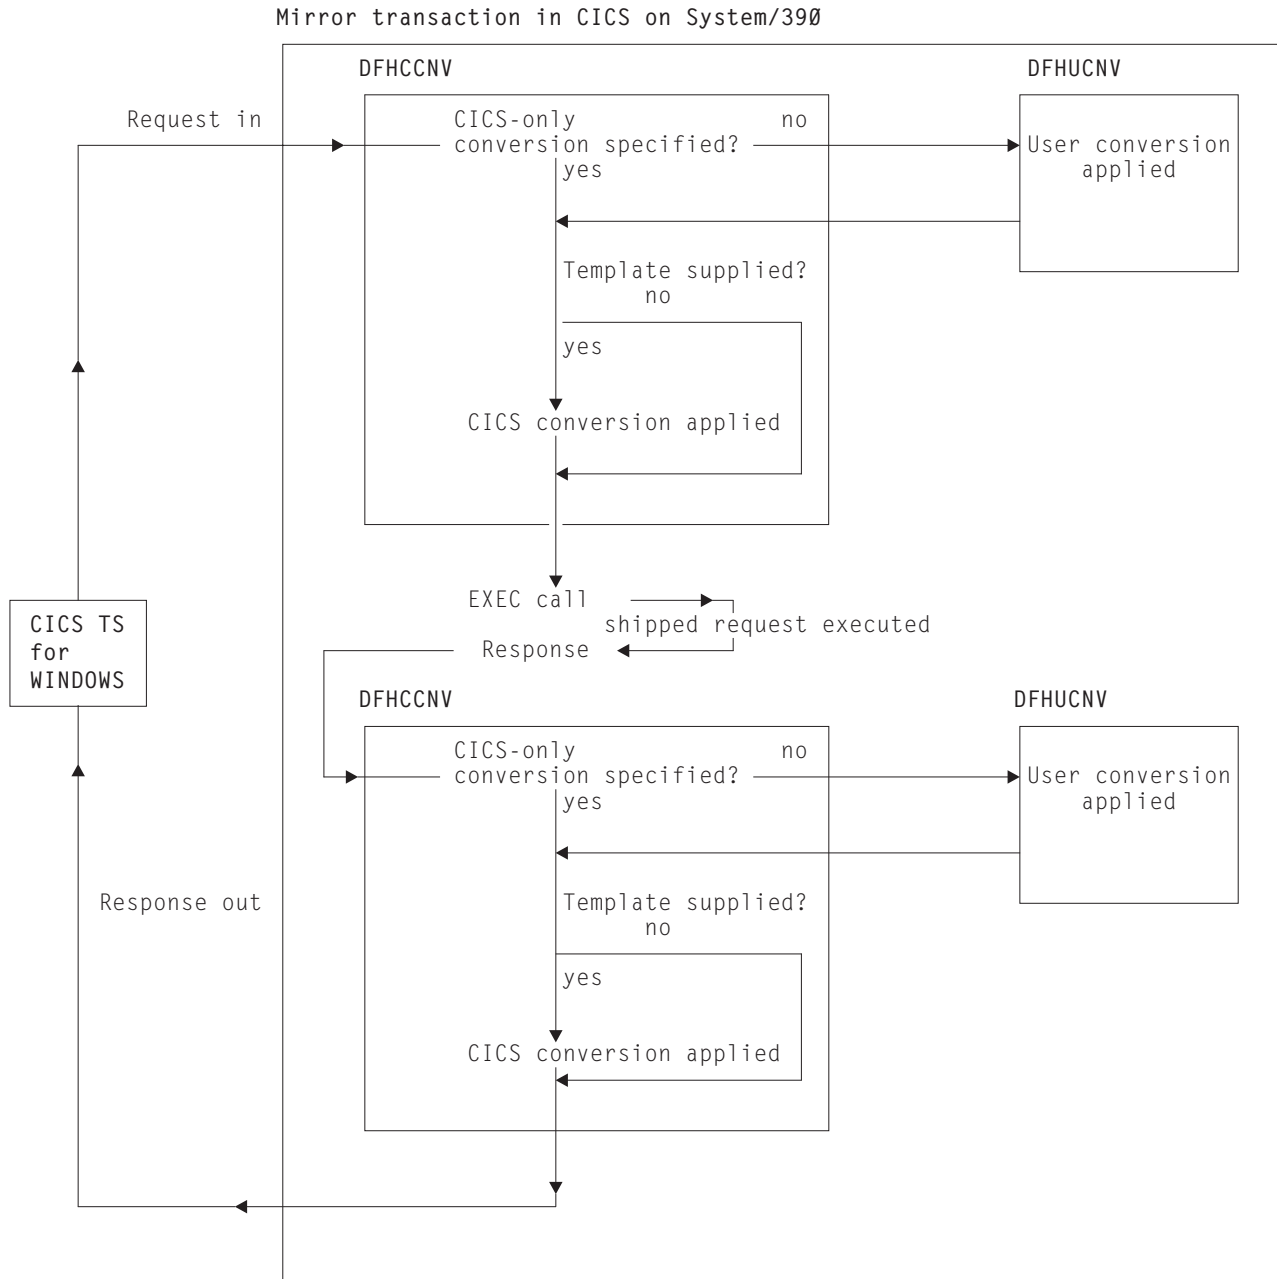 Mirror transaction in CICS on System/390
DFHCCNV
DFHUCNV
Request in
CICS-only no
conversion specified?
yes
User conversion
applied
Template supplied?
no
yes
CICS conversion applied
EXEC call
shipped request executed
Response
CICS TS
for
WINDOWS
DFHCCNV
DFHUCNV
CICS-only no
conversion specified?
yes
User conversion
applied
Response out
Template supplied?
no
yes
CICS conversion applied